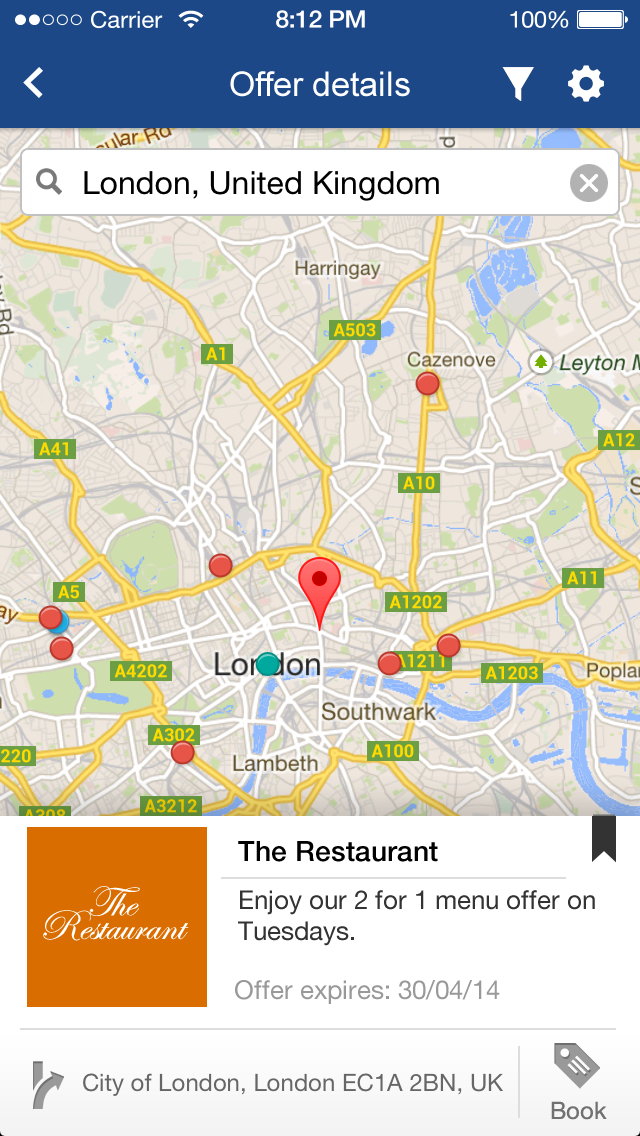 Carrier 8:12 PM 100%
Offer details
London, United Kingdom
Harringay
A503
A1
Cazenove
Leyton M
A12
A41
A10
A11
A5
A1202
ay
London
A1211
A4202
A1203
Poplar
Southwark
A302
A100
220
Lambeth
A3212
A308
The Restaurant
The
Restaurant
Enjoy our 2 for 1 menu offer on
Tuesdays.
Offer expires: 30/04/14
City of London, London EC1A 2BN, UK
Book